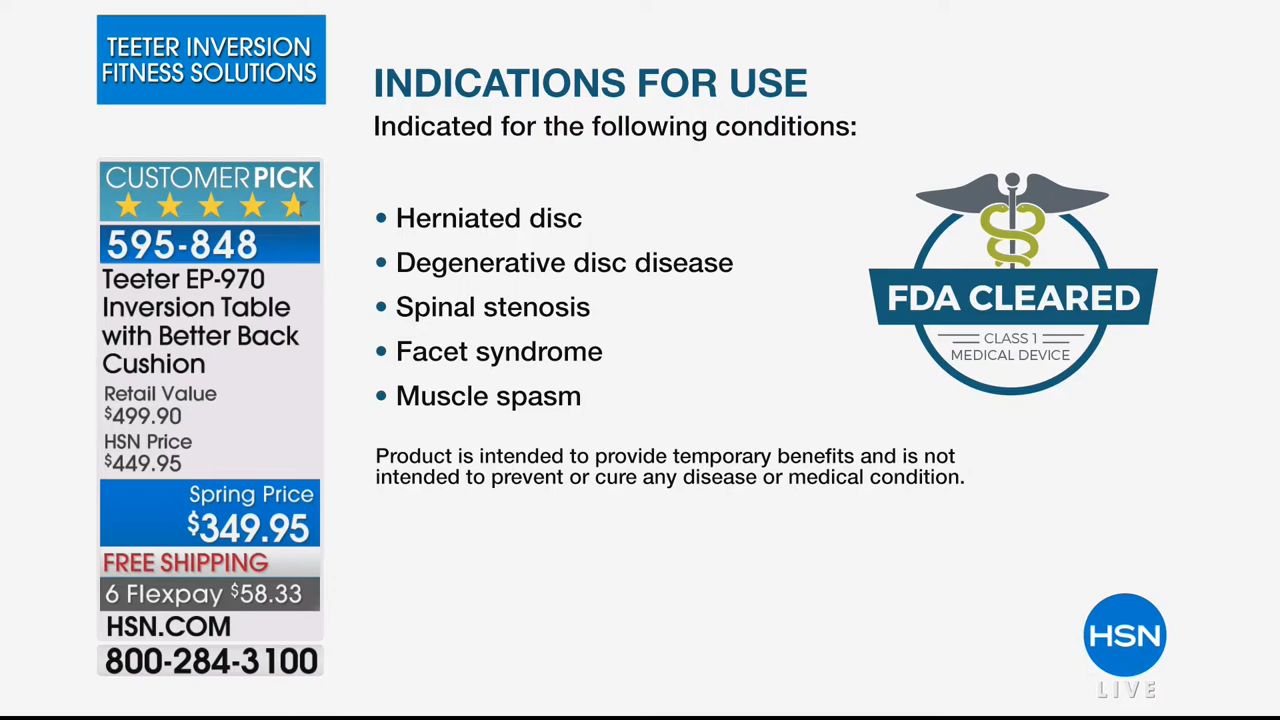 TEETER INVERSION
FITNESS SOLUTIONS
CUSTOMERPICK
595-848
Teeter EP-970
Inversion Table
with Better Back
Cushion
Retail Value
$499.90
HSN Price
$449.95
Spring Price
$349.95
FREE SHIPPING
6 Flexpay $58.33
HSN.COM
800-284-3100
INDICATIONS FOR USE
Indicated for the following conditions:
• Herniated disc
• Degenerative disc disease
• Spinal stenosis
• Facet syndrome
• Muscle spasm
Product is intended to provide temporary benefits and is not
intended to prevent or cure any disease or medical condition.
FDA CLEARED
CLASS 1
MEDICAL DEVICE
HSN
LIVE